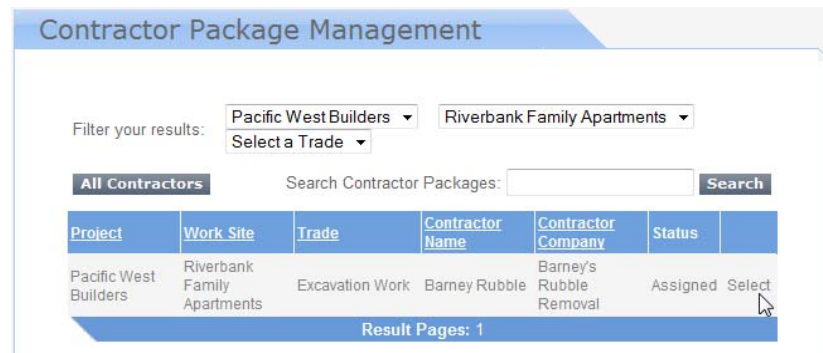 Contractor Package Management
Filter your results: Pacific West Builders Riverbank Family Apartments
Select a Trade
All Contractors Search Contractor Packages: Search
Project Work Site Trade Contractor Name Contractor Company Status
Pacific West Builders Riverbank Family Apartments Excavation Work Barney Rubble Barney's Rubble Removal Assigned Select
Result Pages: 1